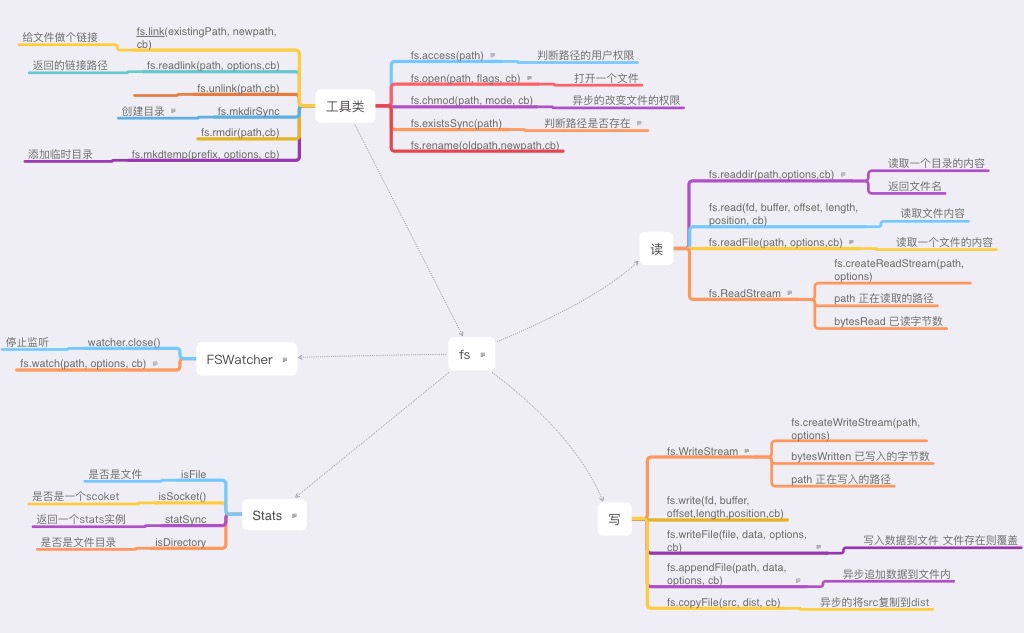 给文件做个链接
fs.link(existingPath, newpath,
cb)
返回的链接路径
fs.readlink(path, options,cb)
fs.unlink(path,cb)
创建目录
fs.mkdirSync
fs.rmdir(path,cb)
添加临时目录
fs.mkdtemp(prefix, options, cb)
工具类
fs.access(path)
判断路径的用户权限
fs.open(path, flags, cb)
打开一个文件
fs.chmod(path, mode, cb)
异步的改变文件的权限
fs.existsSync(path)
判断路径是否存在
fs.rename(oldpath,newpath,cb)
读
fs.readdir(path,options,cb)
读取一个目录的内容
返回文件名
fs.read(fd, buffer, offset, length,
position, cb)
读取文件内容
fs.readFile(path, options,cb)
读取一个文件的内容
fs.ReadStream
fs.createReadStream(path,
options)
path 正在读取的路径
bytesRead 已读字节数
停止监听
watcher.close()
fs.watch(path, options, cb)
FSWatcher
fs
是否是文件
isFile
是否是一个scoket
isSocket()
返回一个stats实例
statSync
是否是文件目录
isDirectory
Stats
写
fs.WriteStream
fs.createWriteStream(path,
options)
bytesWritten 已写入的字节数
path 正在写入的路径
fs.write(fd, buffer,
offset,length,position,cb)
fs.writeFile(file, data, options,
cb)
写入数据到文件 文件存在则覆盖
fs.appendFile(path, data,
options, cb)
异步追加数据到文件内
fs.copyFile(src, dist, cb)
异步的将src复制到dist